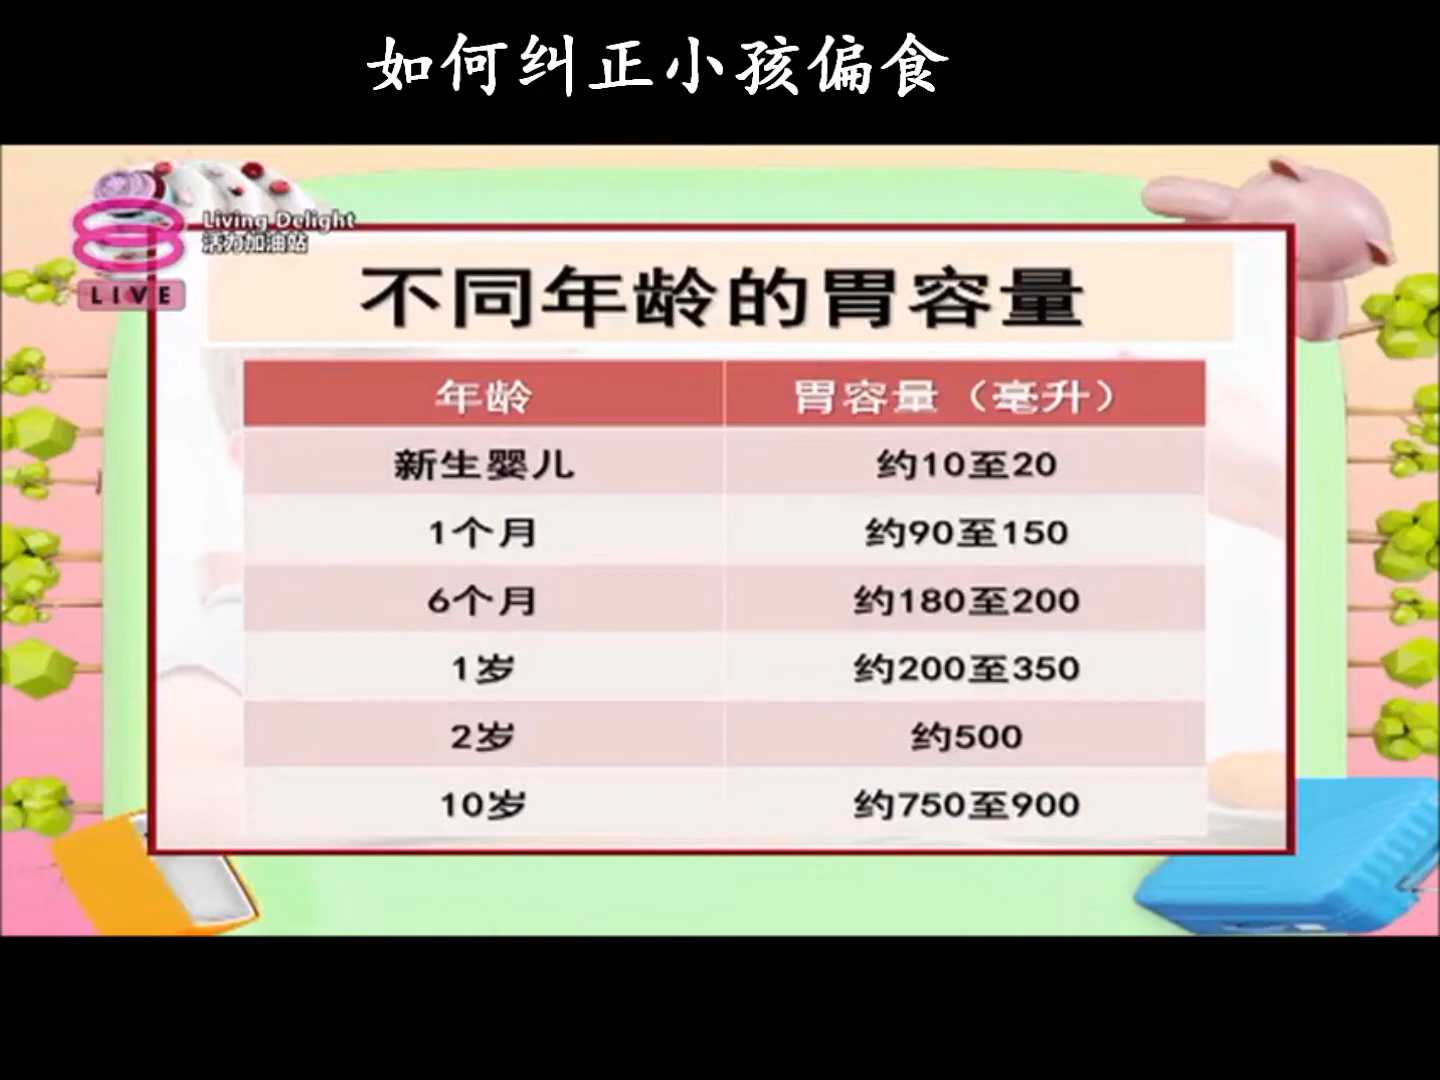 如何纠正小孩偏食
Living Delight
活力加油站
LIVE
不同年龄的胃容量
年龄 胃容量（毫升）
新生婴儿 约10至20
1个月 约90至150
6个月 约180至200
1岁 约200至350
2岁 约500
10岁 约750至900